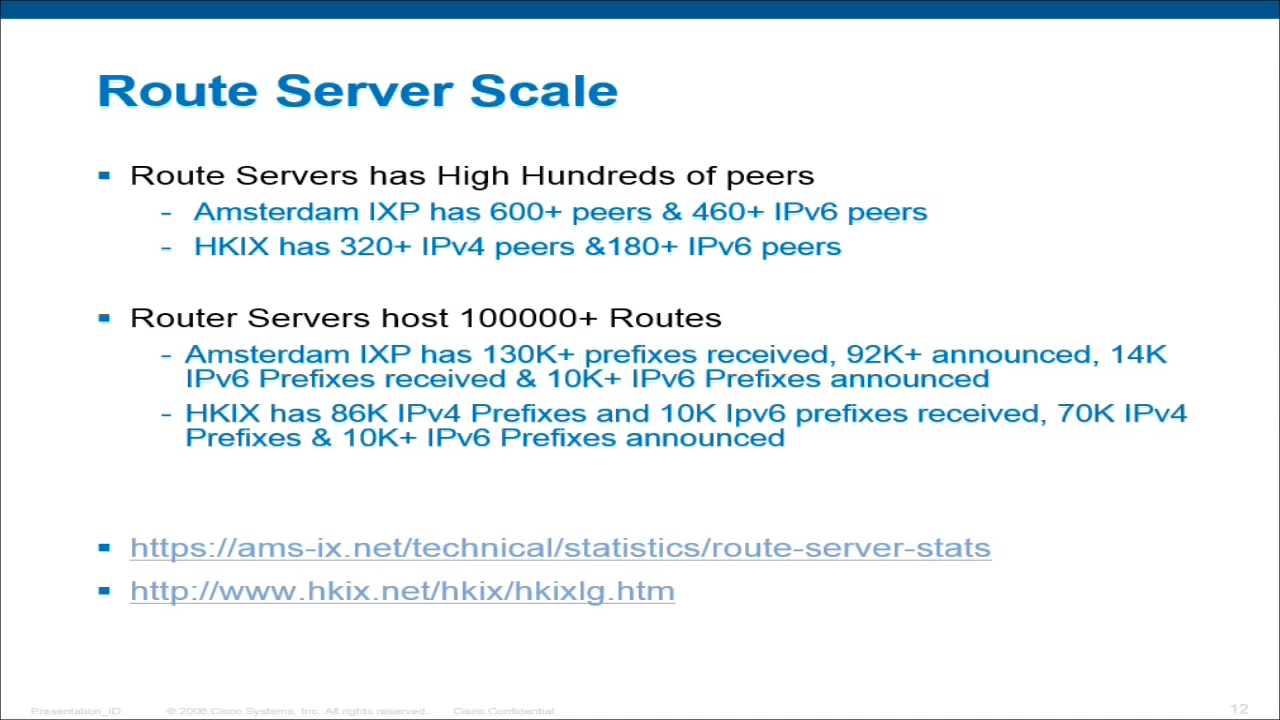 Route Server Scale
Route Servers has High Hundreds of peers
- Amsterdam IXP has 600+ peers & 460+ IPv6 peers
- HKIX has 320+ IPv4 peers &180+ IPv6 peers
Router Servers host 100000+ Routes
- Amsterdam IXP has 130K+ prefixes received, 92K+ announced, 14K
IPv6 Prefixes received & 10K+ IPv6 Prefixes announced
- HKIX has 86K IPv4 Prefixes and 10K Ipv6 prefixes received, 70K IPv4
Prefixes & 10K+ IPv6 Prefixes announced
https://ams-ix.net/technical/statistics/route-server-stats
http://www.hkix.net/hkix/hkixlg.htm
Presentation_ID © 2006 Cisco Systems, Inc. All rights reserved. Cisco Confidential 12